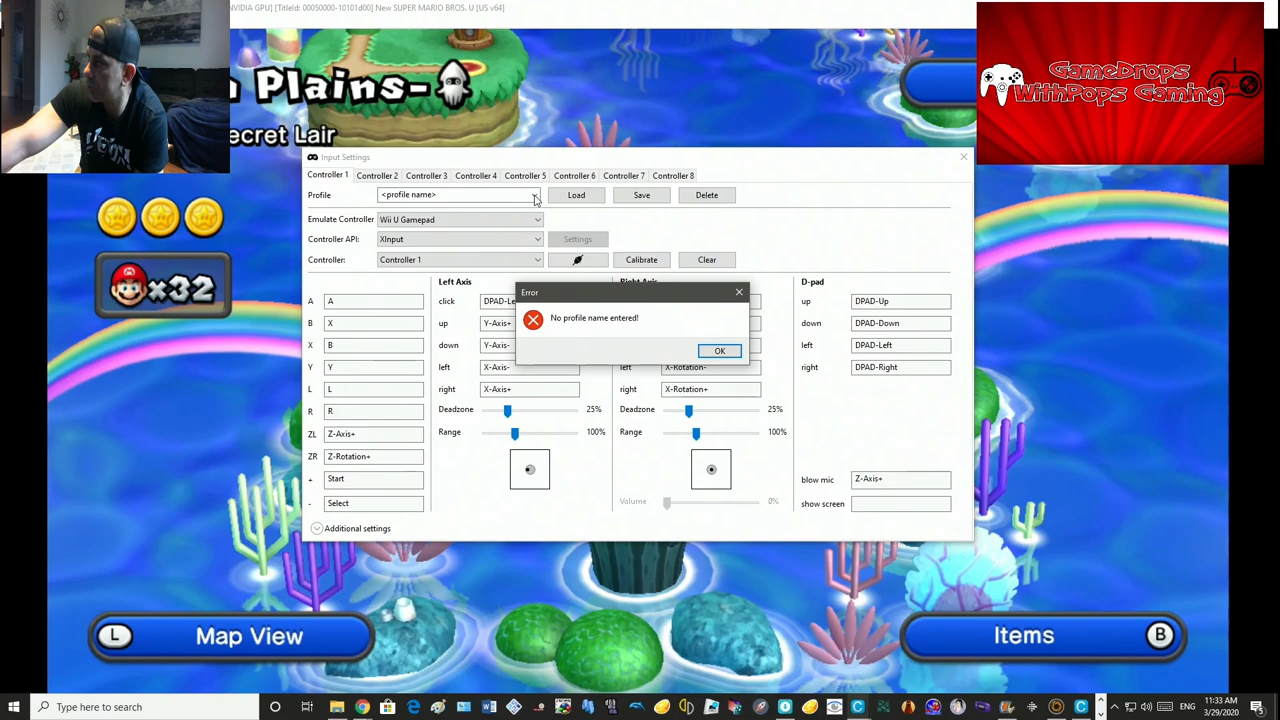 NVIDIA GPU] [TitleId: 00050000-10101d00] New SUPER MARIO BROS. U [US v64]
GameDrops
WithPops Gaming
Plains-
ecret Lair
x32
Input Settings
Controller 1 Controller 2 Controller 3 Controller 4 Controller 5 Controller 6 Controller 7 Controller 8
Profile <profile name> Load Save Delete
Emulate Controller Wii U Gamepad
Controller API: XInput Settings
Controller: Controller 1 Calibrate Clear
Left Axis D-pad
A A click up DPAD-Up
B X up Y-Axis+ down DPAD-Down
X B down Y-Axis- left DPAD-Left
Y Y left X-Axis- left X-Rotation- right DPAD-Right
L L right X-Axis+ right X-Rotation+
R R Deadzone 25% Deadzone 25%
ZL Z-Axis+ Range 100% Range 100%
ZR Z-Rotation+
+ Start blow mic Z-Axis+
- Select Volume 0% show screen
Additional settings
Error
No profile name entered!
OK
L Map View
Items B
Type here to search
ENG
11:33 AM
3/29/2020